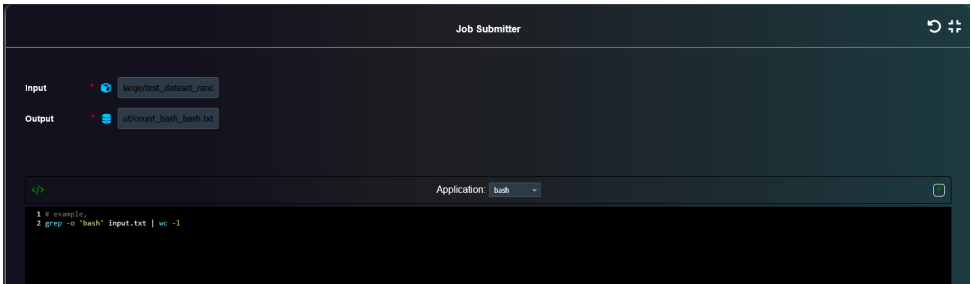 Job Submitter
Input * large/test_dataset_rand
Output * ut/count_bash_bash.txt
</> Application: bash
1 # example,
2 grep -o "bash" input.txt | wc -l